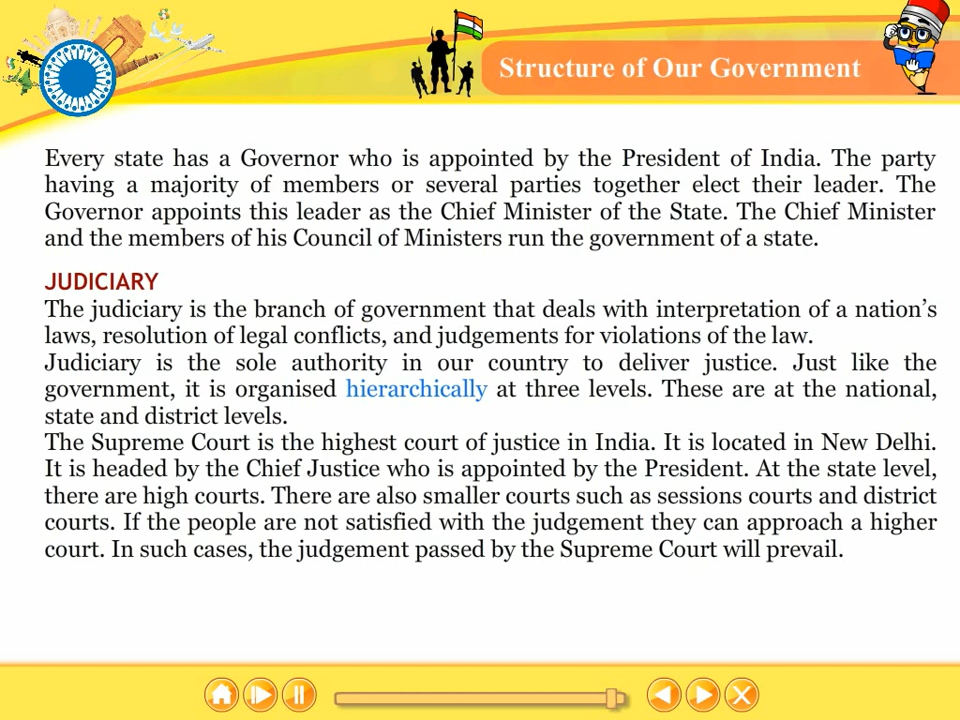 Structure of Our Government
Every state has a Governor who is appointed by the President of India. The party
having a majority of members or several parties together elect their leader. The
Governor appoints this leader as the Chief Minister of the State. The Chief Minister
and the members of his Council of Ministers run the government of a state.
JUDICIARY
The judiciary is the branch of government that deals with interpretation of a nation’s
laws, resolution of legal conflicts, and judgements for violations of the law.
Judiciary is the sole authority in our country to deliver justice. Just like the
government, it is organised hierarchically at three levels. These are at the national,
state and district levels.
The Supreme Court is the highest court of justice in India. It is located in New Delhi.
It is headed by the Chief Justice who is appointed by the President. At the state level,
there are high courts. There are also smaller courts such as sessions courts and district
courts. If the people are not satisfied with the judgement they can approach a higher
court. In such cases, the judgement passed by the Supreme Court will prevail.